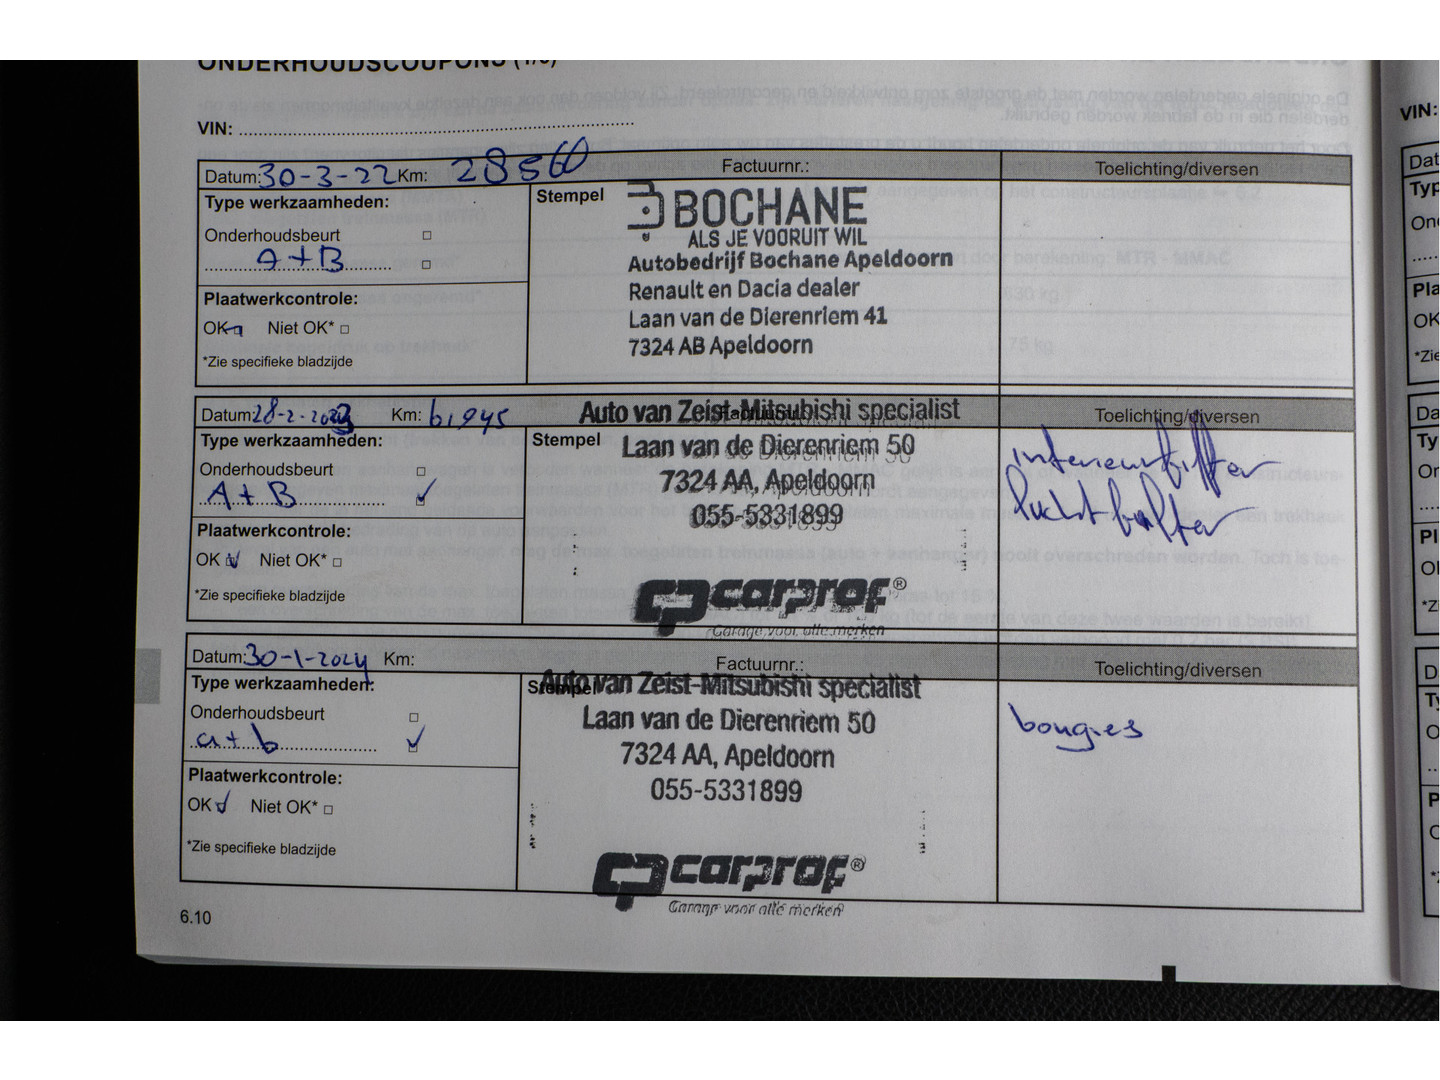 ONDERHOUDSCOUPONS
VIN:
Datum: 30-3-22 Km: 28560 Factuurnr.: Toelichting/diversen
Type werkzaamheden:
Onderhoudsbeurt
A+B
Plaatwerkcontrole:
OK Niet OK*
*Zie specifieke bladzijde
Stempel
BOCHANE
ALS JE VOORUIT WIL
Autobedrijf Bochane Apeldoorn
Renault en Dacia dealer
Laan van de Dierenriem 41
7324 AB Apeldoorn
Datum: 28-2-2023 Km: Factuurnr.: Toelichting/diversen
Type werkzaamheden:
Onderhoudsbeurt
A+B
Plaatwerkcontrole:
OK Niet OK*
*Zie specifieke bladzijde
Stempel
Auto van Zeist-Mitsubishi specialist
Laan van de Dierenriem 50
7324 AA, Apeldoorn
055-5331899
carprof®
Garage voor alle merken
interieurfilter
luchtfilter
Datum: 30-1-2024 Km: Factuurnr.: Toelichting/diversen
Type werkzaamheden:
Onderhoudsbeurt
a+b
Plaatwerkcontrole:
OK Niet OK*
*Zie specifieke bladzijde
Stempel
Auto van Zeist-Mitsubishi specialist
Laan van de Dierenriem 50
7324 AA, Apeldoorn
055-5331899
carprof®
Garage voor alle merken
bougies
6.10
VIN: